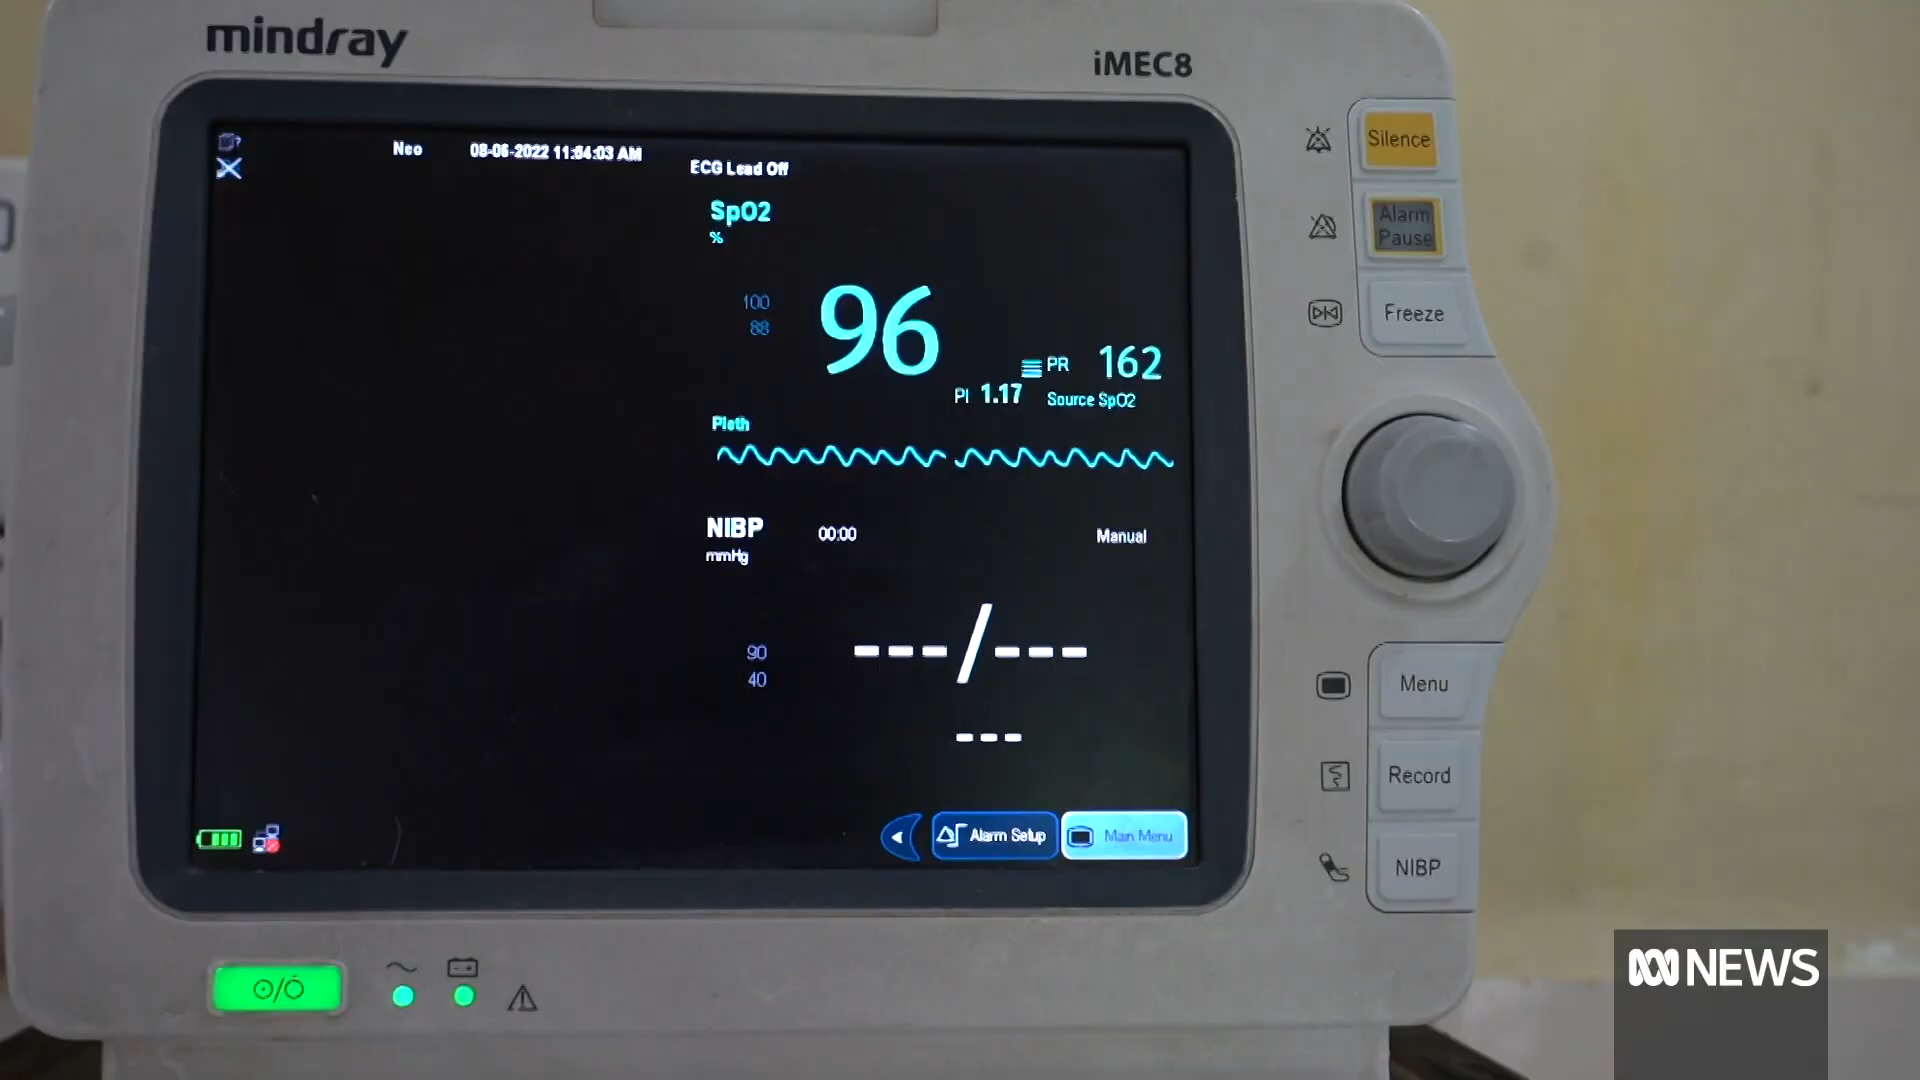 mindray
iMEC8
Neo
08-06-2022 11:54:03 AM
ECG Lead Off
SpO2
%
100
88
96
PR 162
PI 1.17
Source SpO2
Pleth
NIBP
00:00
Manual
mmHg
90
40
---/---
---
Alarm Setup
Main Menu
Silence
Alarm
Pause
Freeze
Menu
Record
NIBP
NEWS